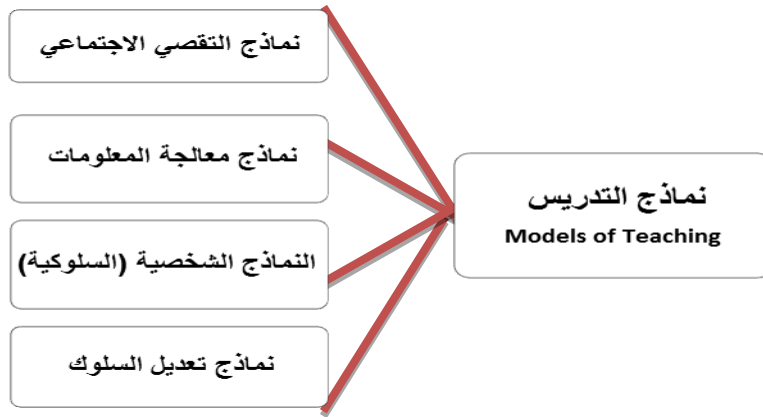 نماذج التدريس
Models of Teaching
نماذج التقصي الاجتماعي
نماذج معالجة المعلومات
النماذج الشخصية (السلوكية)
نماذج تعديل السلوك